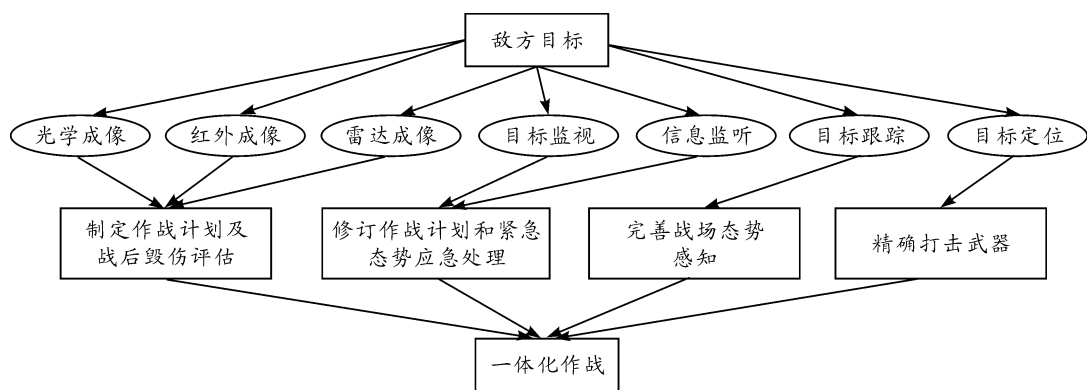 敌方目标
光学成像
红外成像
雷达成像
目标监视
信息监听
目标跟踪
目标定位
制定作战计划及
战后毁伤评估
修订作战计划和紧急
态势应急处理
完善战场态势
感知
精确打击武器
一体化作战